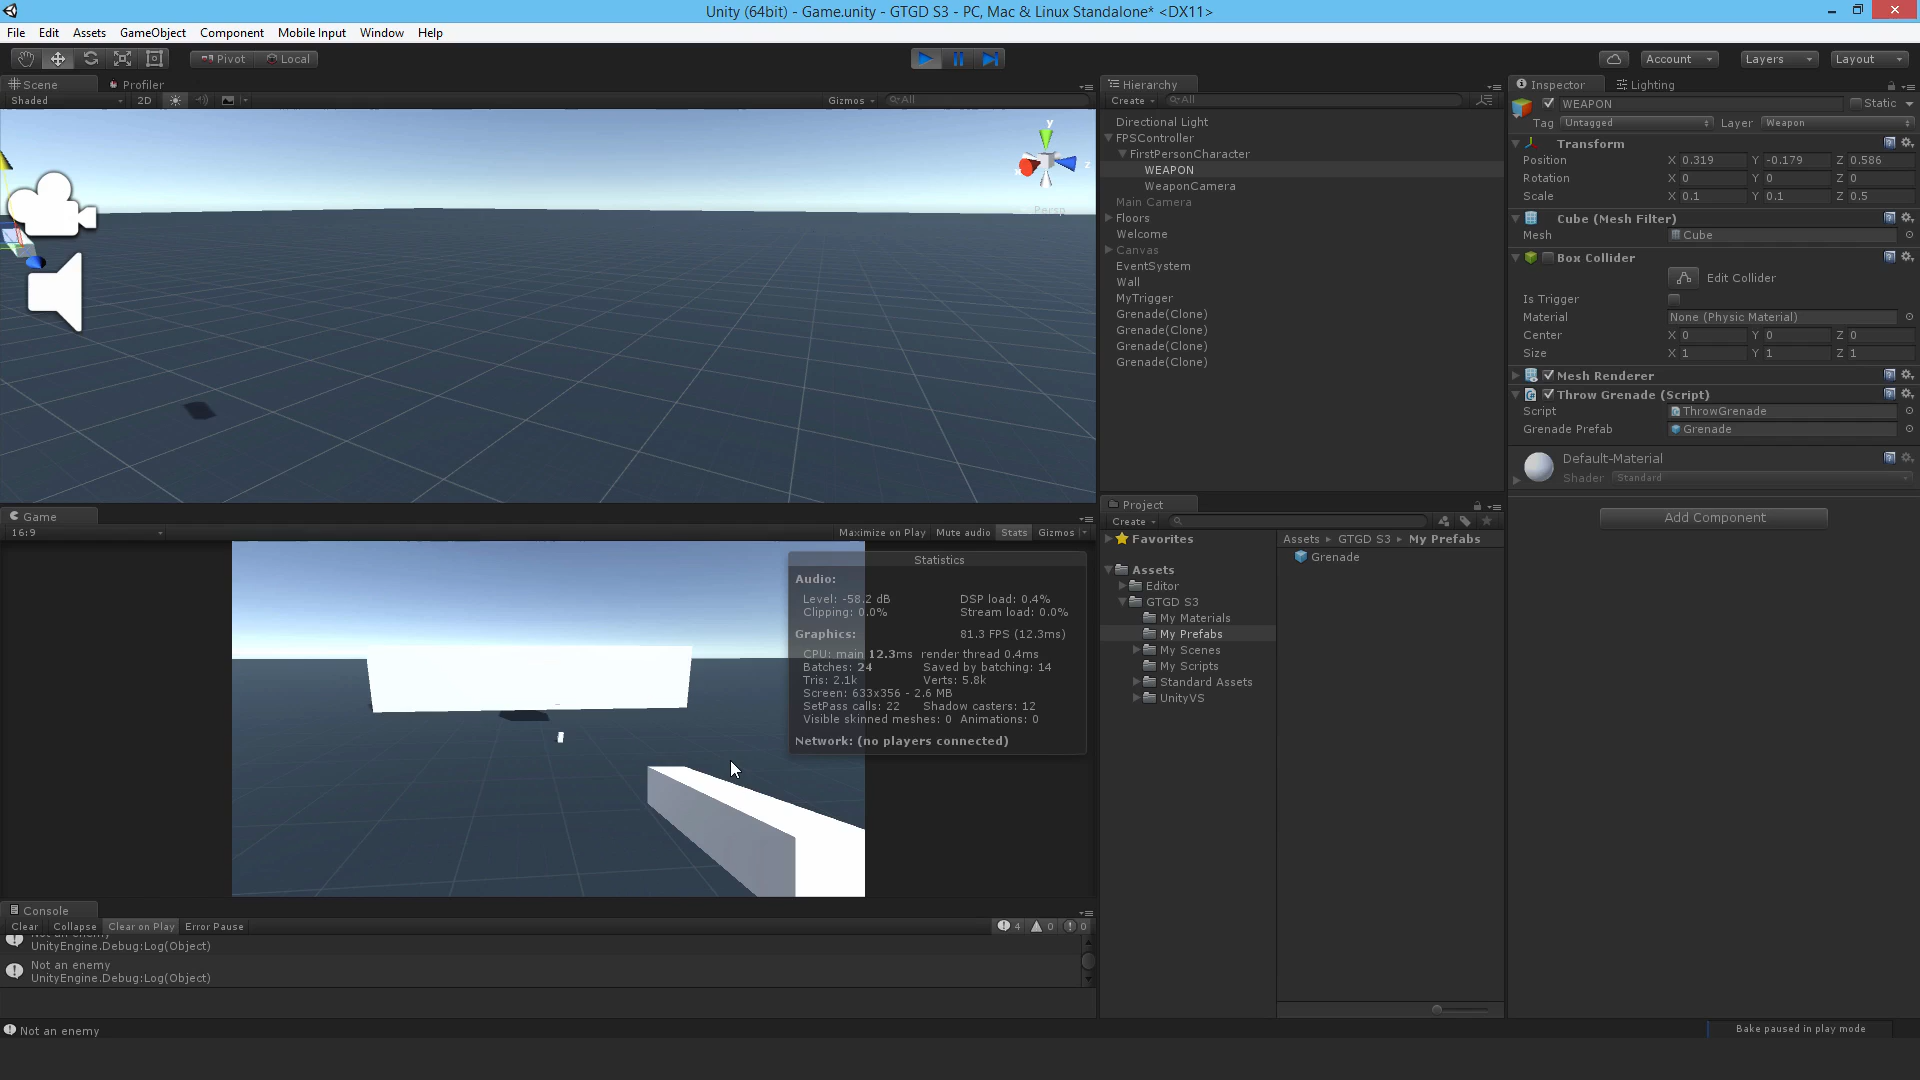 Unity (64bit) - Game.unity - GTGD S3 - PC, Mac & Linux Standalone* <DX11>
File Edit Assets GameObject Component Mobile Input Window Help
Pivot Local Account Layers Layout
Scene Profiler
Shaded 2D Gizmos All
y
z
x
Persp
Game
16:9 Maximize on Play Mute audio Stats Gizmos
Statistics
Audio:
Level: -58.2 dB DSP load: 0.4%
Clipping: 0.0% Stream load: 0.0%
Graphics: 81.3 FPS (12.3ms)
CPU: main 12.3ms render thread 0.4ms
Batches: 24 Saved by batching: 14
Tris: 2.1k Verts: 5.8k
Screen: 633x356 - 2.6 MB
SetPass calls: 22 Shadow casters: 12
Visible skinned meshes: 0 Animations: 0
Network: (no players connected)
Console
Clear Collapse Clear on Play Error Pause 4 0 0
Not an enemy
UnityEngine.Debug:Log(Object)
Not an enemy
UnityEngine.Debug:Log(Object)
Not an enemy
Hierarchy
Create All
Directional Light
FPSController
FirstPersonCharacter
WEAPON
WeaponCamera
Main Camera
Floors
Welcome
Canvas
EventSystem
Wall
MyTrigger
Grenade(Clone)
Grenade(Clone)
Grenade(Clone)
Grenade(Clone)
Project
Create
Favorites
Assets
Editor
GTGD S3
My Materials
My Prefabs
My Scenes
My Scripts
Standard Assets
UnityVS
Assets GTGD S3 My Prefabs
Grenade
Inspector Lighting
WEAPON Static
Tag Untagged Layer Weapon
Transform
Position X 0.319 Y -0.179 Z 0.586
Rotation X 0 Y 0 Z 0
Scale X 0.1 Y 0.1 Z 0.5
Cube (Mesh Filter)
Mesh Cube
Box Collider
Edit Collider
Is Trigger
Material None (Physic Material)
Center X 0 Y 0 Z 0
Size X 1 Y 1 Z 1
Mesh Renderer
Throw Grenade (Script)
Script ThrowGrenade
Grenade Prefab Grenade
Default-Material
Shader Standard
Add Component
Bake paused in play mode